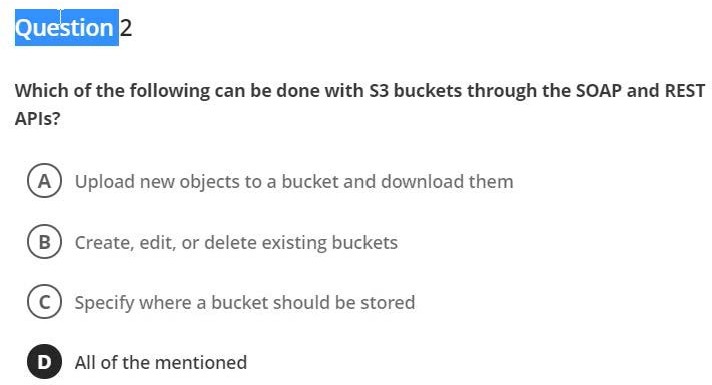 Question 2
Which of the following can be done with S3 buckets through the SOAP and REST
APIs?
A Upload new objects to a bucket and download them
B Create, edit, or delete existing buckets
C Specify where a bucket should be stored
D All of the mentioned